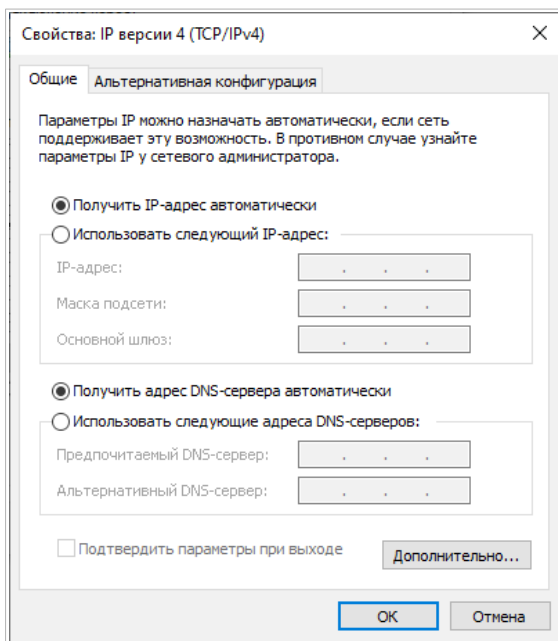 Свойства: IP версии 4 (TCP/IPv4)
Общие
Альтернативная конфигурация
Параметры IP можно назначать автоматически, если сеть
поддерживает эту возможность. В противном случае узнайте
параметры IP у сетевого администратора.
Получить IP-адрес автоматически
Использовать следующий IP-адрес:
IP-адрес:
Маска подсети:
Основной шлюз:
Получить адрес DNS-сервера автоматически
Использовать следующие адреса DNS-серверов:
Предпочитаемый DNS-сервер:
Альтернативный DNS-сервер:
Подтвердить параметры при выходе
Дополнительно...
ОК
Отмена